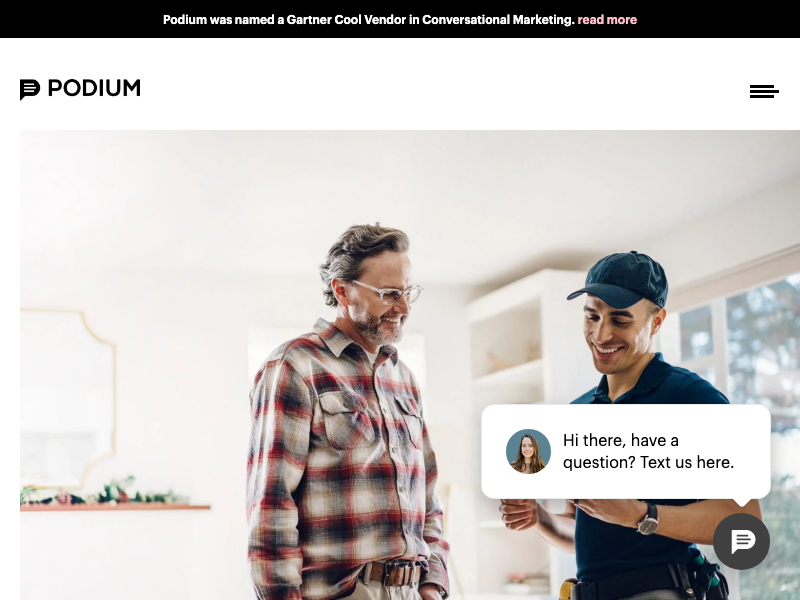 Podium was named a Gartner Cool Vendor in Conversational Marketing. read more
PODIUM
Hi there, have a
question? Text us here.